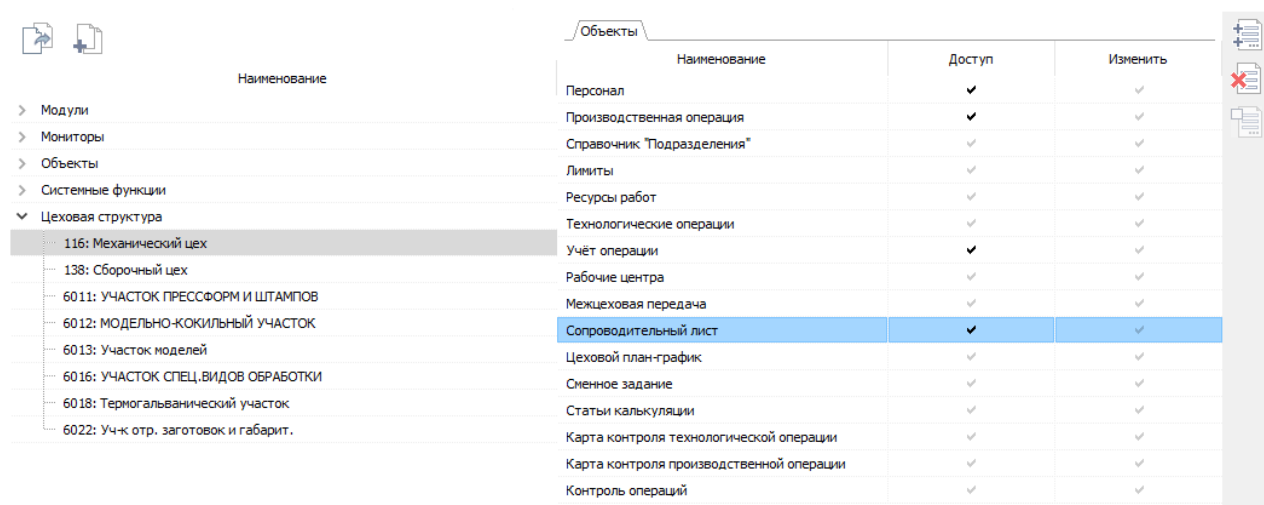 Наименование
Модули
Мониторы
Объекты
Системные функции
Цеховая структура
116: Механический цех
138: Сборочный цех
6011: УЧАСТОК ПРЕССФОРМ И ШТАМПОВ
6012: МОДЕЛЬНО-КОКИЛЬНЫЙ УЧАСТОК
6013: Участок моделей
6016: УЧАСТОК СПЕЦ.ВИДОВ ОБРАБОТКИ
6018: Термогальванический участок
6022: Уч-к отр. заготовок и габарит.
Объекты
Наименование Доступ Изменить
Персонал
Производственная операция
Справочник "Подразделения"
Лимиты
Ресурсы работ
Технологические операции
Учёт операции
Рабочие центра
Межцеховая передача
Сопроводительный лист
Цеховой план-график
Сменное задание
Статьи калькуляции
Карта контроля технологической операции
Карта контроля производственной операции
Контроль операций